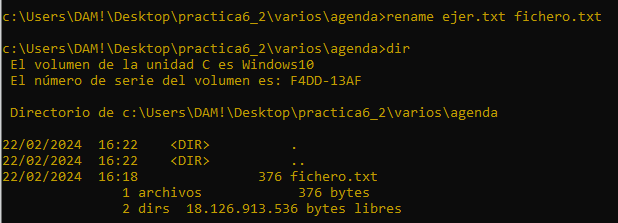 c:\Users\DAM!\Desktop\practica6_2\varios\agenda>rename ejer.txt fichero.txt
c:\Users\DAM!\Desktop\practica6_2\varios\agenda>dir
El volumen de la unidad C es Windows10
El número de serie del volumen es: F4DD-13AF
Directorio de c:\Users\DAM!\Desktop\practica6_2\varios\agenda
22/02/2024  16:22    <DIR>          .
22/02/2024  16:22    <DIR>          ..
22/02/2024  16:18               376 fichero.txt
1 archivos            376 bytes
2 dirs  18.126.913.536 bytes libres